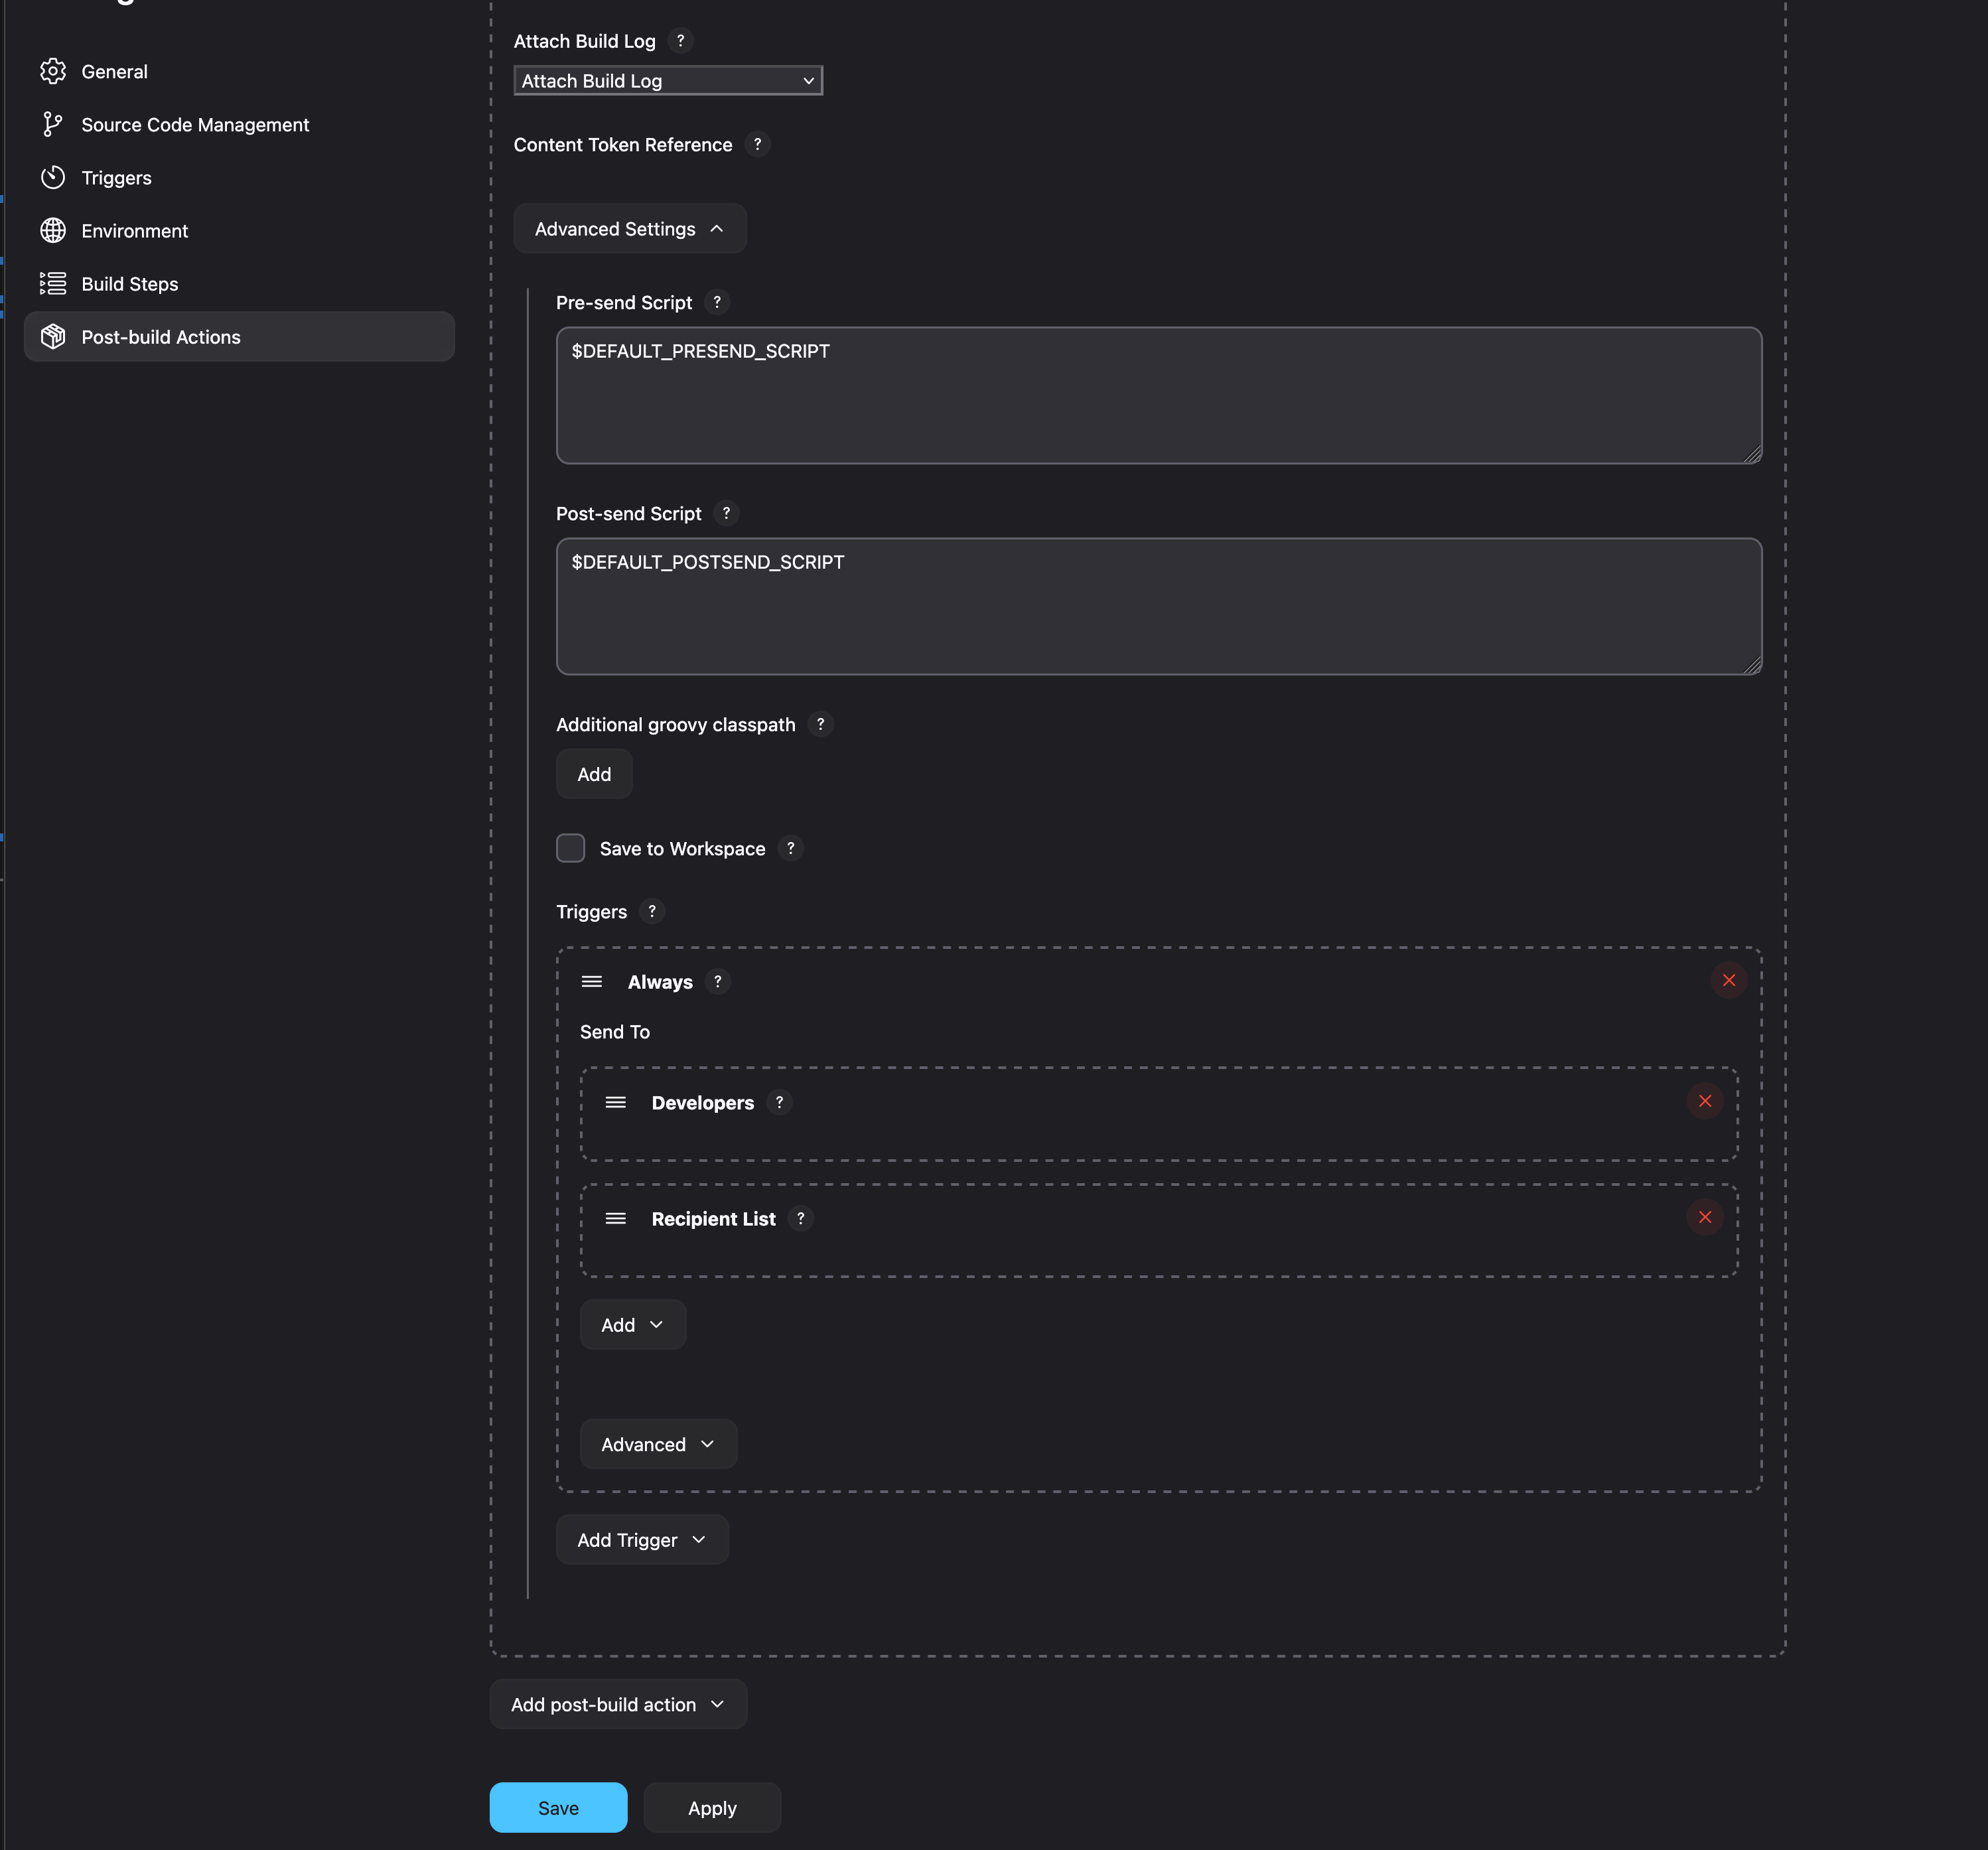 General
Source Code Management
Triggers
Environment
Build Steps
Post-build Actions
Attach Build Log ?
Attach Build Log
Content Token Reference ?
Advanced Settings
Pre-send Script ?
$DEFAULT_PRESEND_SCRIPT
Post-send Script ?
$DEFAULT_POSTSEND_SCRIPT
Additional groovy classpath ?
Add
Save to Workspace ?
Triggers ?
Always ?
Send To
Developers ?
Recipient List ?
Add
Advanced
Add Trigger
Add post-build action
Save
Apply